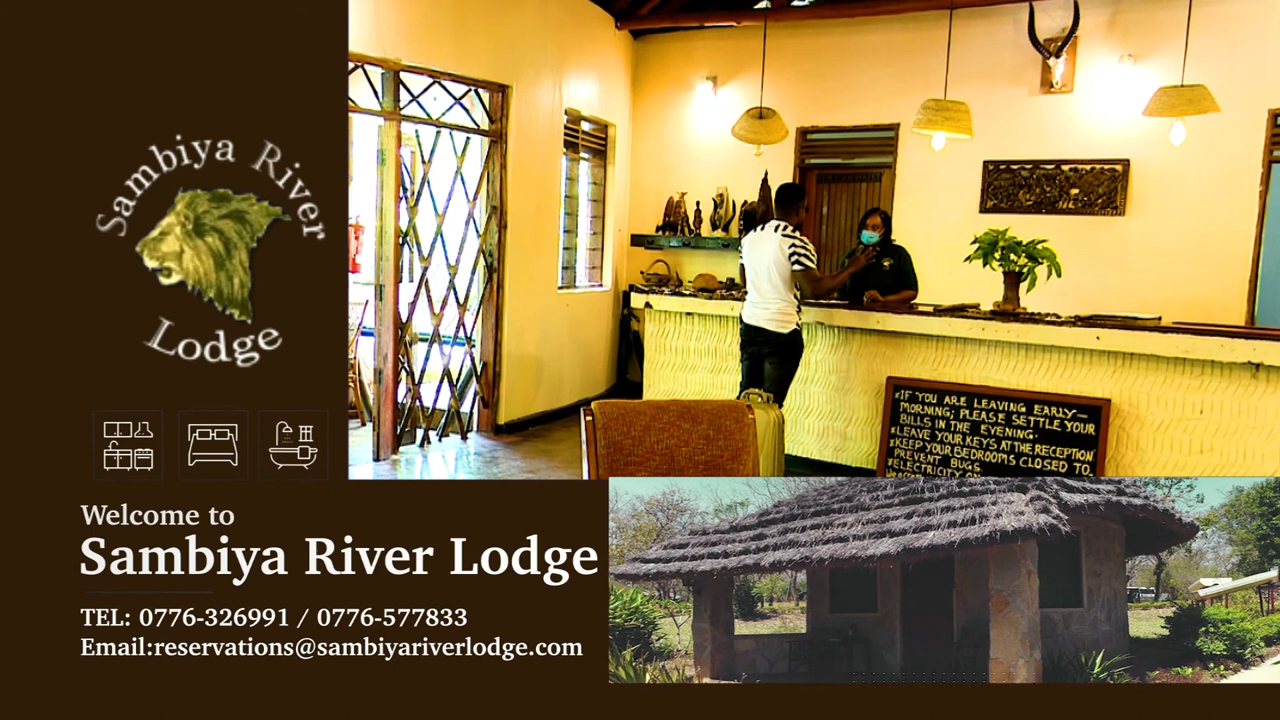 Sambiya River
Lodge
*IF YOU ARE LEAVING EARLY-
MORNING; PLEASE SETTLE YOUR
BILLS IN THE EVENING.
*LEAVE YOUR KEYS AT THE RECEPTION
*KEEP YOUR BEDROOMS CLOSED TO
PREVENT BUGS.
*ELECTRICITY
Welcome to
Sambiya River Lodge
TEL: 0776-326991 / 0776-577833
Email:reservations@sambiyariverlodge.com